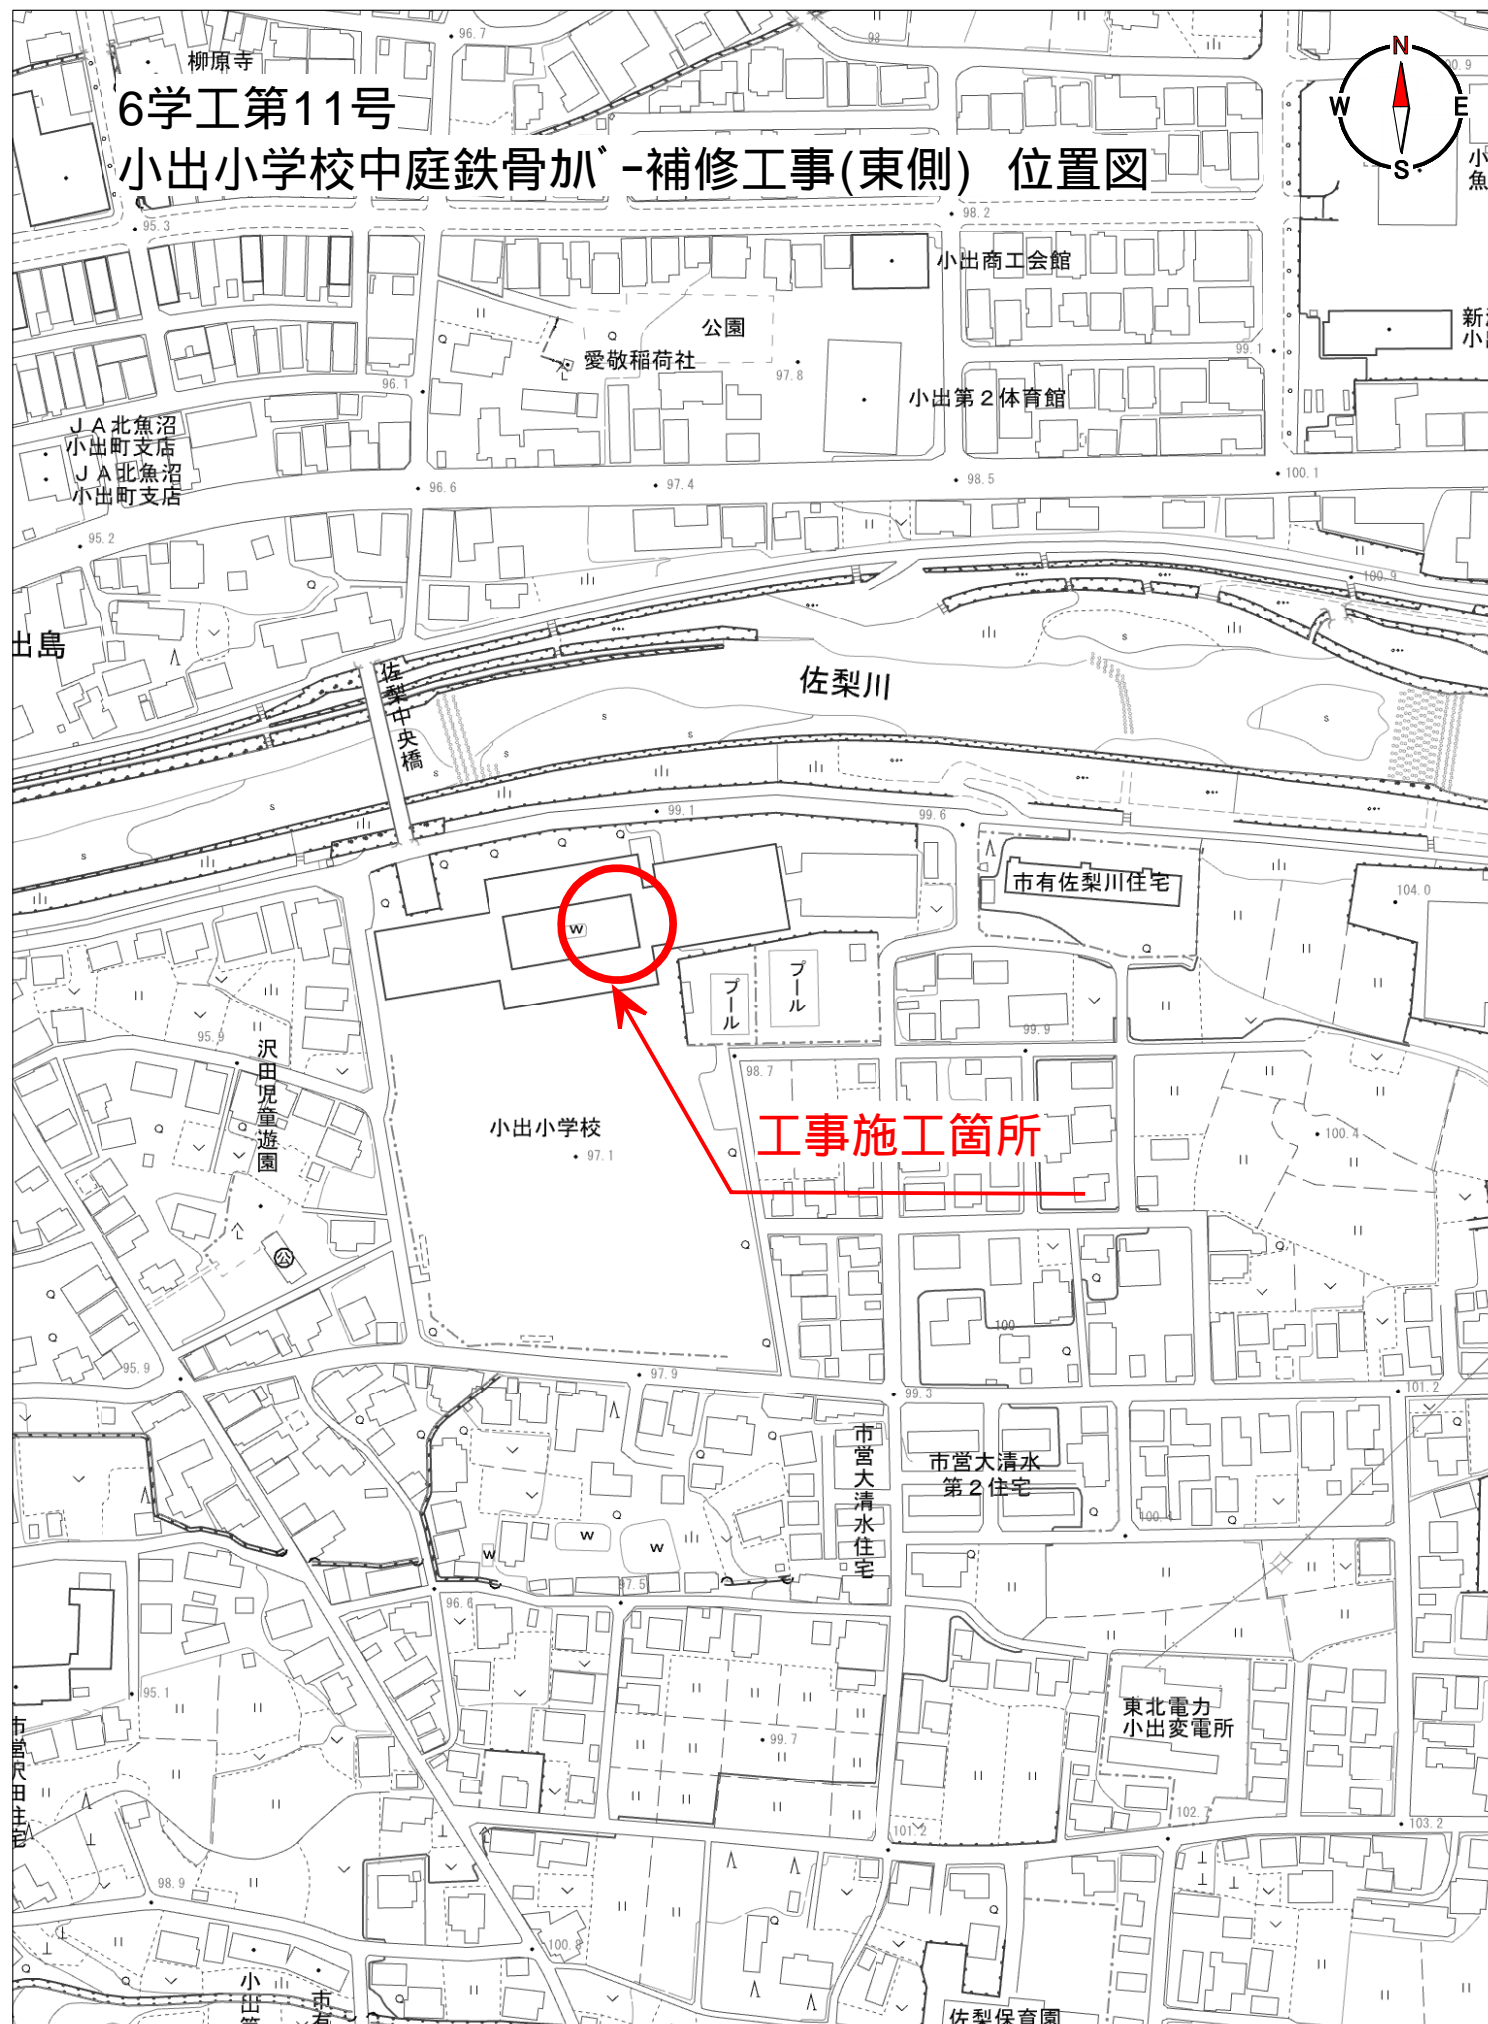 96.7
98
柳原寺
N
W
E
S
00.9
6学工第11号
小出小学校中庭鉄骨ｶﾊﾞｰ補修工事(東側) 位置図
小
魚
95.3
98.2
小出商工会館
公園
愛敬稲荷社
97.8
99.1
96.1
小出第２体育館
ＪＡ北魚沼
小出町支店
ＪＡ北魚沼
小出町支店
96.6
97.4
98.5
100.1
95.2
100.9
出島
佐梨川
佐梨中央橋
99.1
99.6
市有佐梨川住宅
104.0
W
プール
プール
95.9
99.9
沢田児童遊園
98.7
小出小学校
97.1
工事施工箇所
100.4
公
100
95.9
97.9
99.3
101.2
市営大清水住宅
市営大清水
第２住宅
W
W
W
97.5
96.6
95.1
99.7
東北電力
小出変電所
102.7
103.2
101.2
98.9
100.8
佐梨保育園